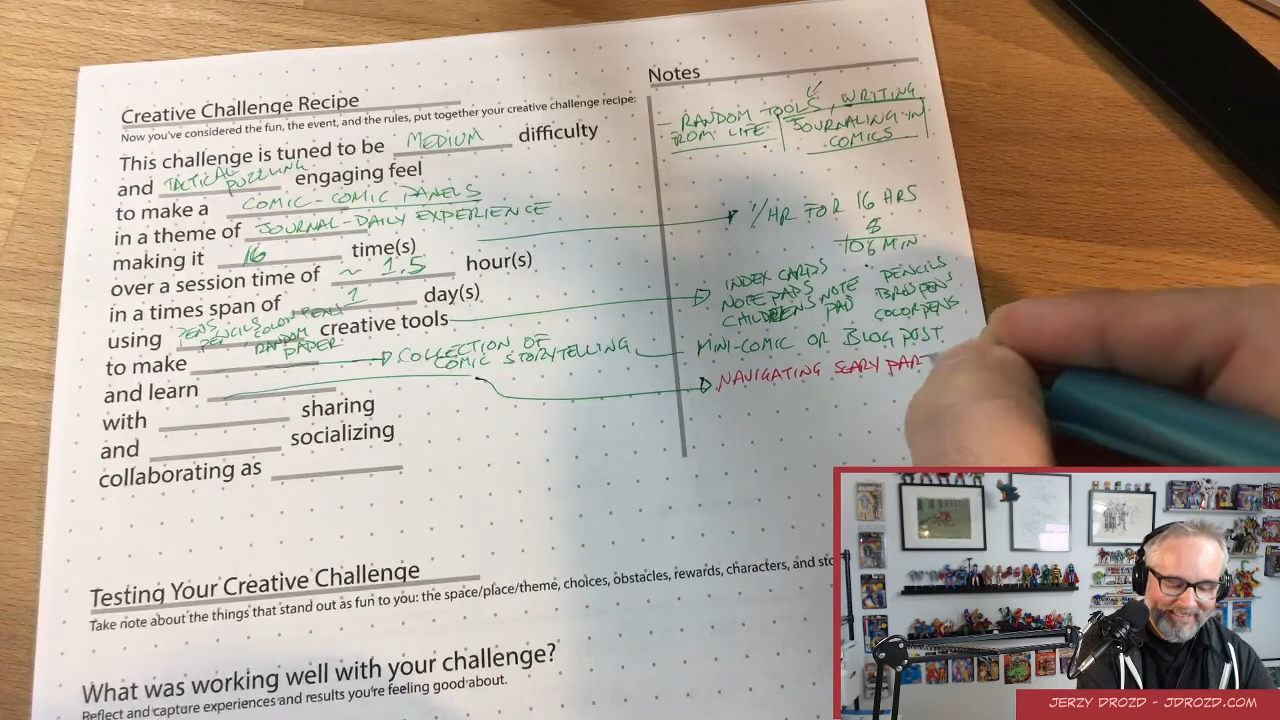 Creative Challenge Recipe
Now you've considered the fun, the event, and the rules, put together your creative challenge recipe:
This challenge is tuned to be MEDIUM difficulty
and TACTICAL PUZZLING engaging feel
to make a COMIC-COMIC PANELS
in a theme of JOURNAL-DAILY EXPERIENCE
making it 16 time(s)
over a session time of ~ 1.5 hour(s)
in a times span of 1 day(s)
using PENS PENCILS COLOR PENS RANDOM PAPER creative tools
to make COLLECTION OF COMIC STORYTELLING
and learn
with sharing
and socializing
collaborating as
Notes
- RANDOM TOOLS, WRITING
FROM LIFE JOURNALING IN
COMICS
1/HR FOR 16 HRS
MIN
INDEX CARDS PENCILS
NOTE PADS
CHILDRENS NOTE PAD COLORPENS
MINI-COMIC OR BLOG POST
NAVIGATING SCARY PART
Testing Your Creative Challenge
Take note about the things that stand out as fun to you: the space/place/theme, choices, obstacles, rewards, characters, and sto
What was working well with your challenge?
Reflect and capture experiences and results you're feeling good about.
JERZY DROZD - JDROZD.COM